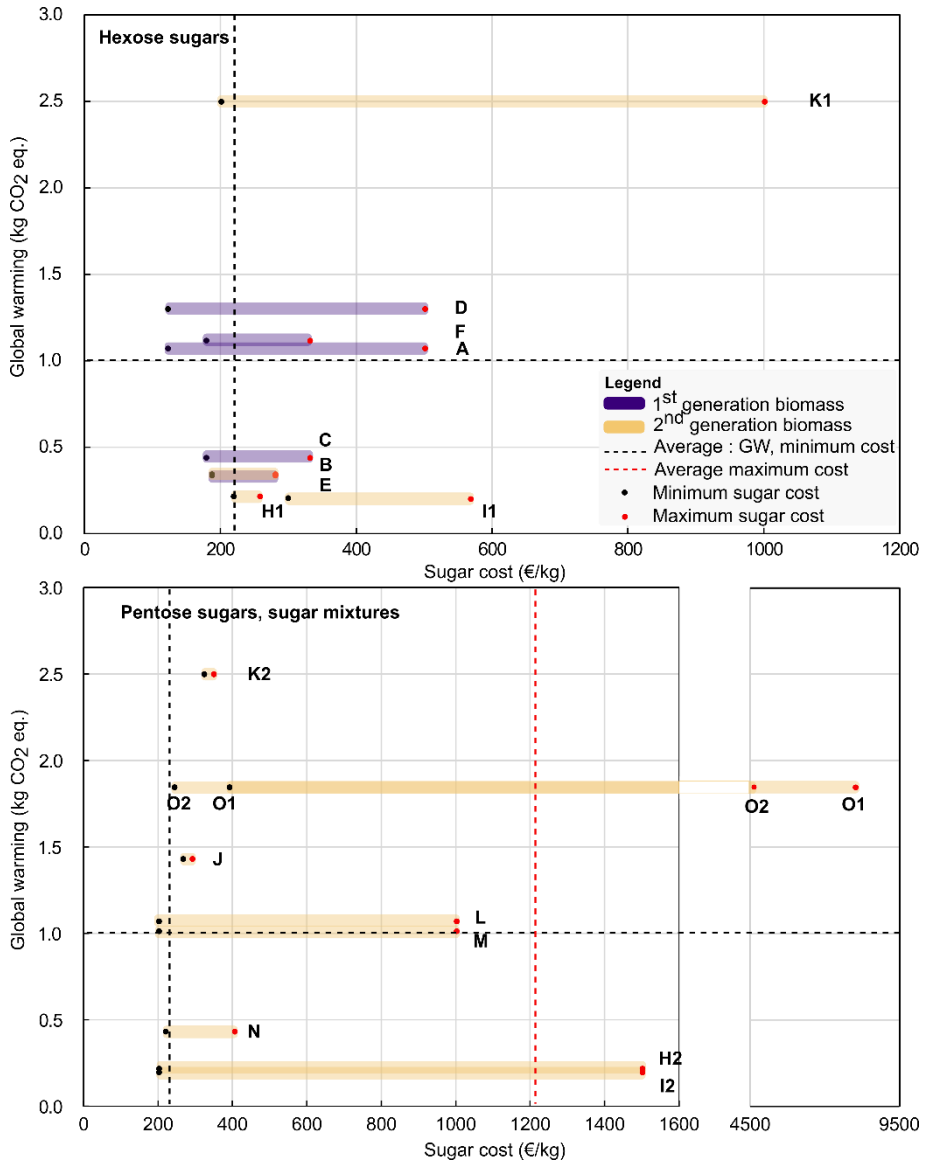 Hexose sugars
3.0
2.5
2.0
1.5
1.0
0.5
0.0
Global warming (kg CO2 eq.)
K1
D
F
A
C
B
E
H1
I1
Legend
1st generation biomass
2nd generation biomass
Average : GW, minimum cost
Average maximum cost
Minimum sugar cost
Maximum sugar cost
0 200 400 600 800 1000 1200
Sugar cost (€/kg)
Pentose sugars, sugar mixtures
3.0
2.5
2.0
1.5
1.0
0.5
0.0
Global warming (kg CO2 eq.)
K2
O2 O1 O2 O1
J
L
M
N
H2
I2
0 200 400 600 800 1000 1200 1400 1600 4500 9500
Sugar cost (€/kg)